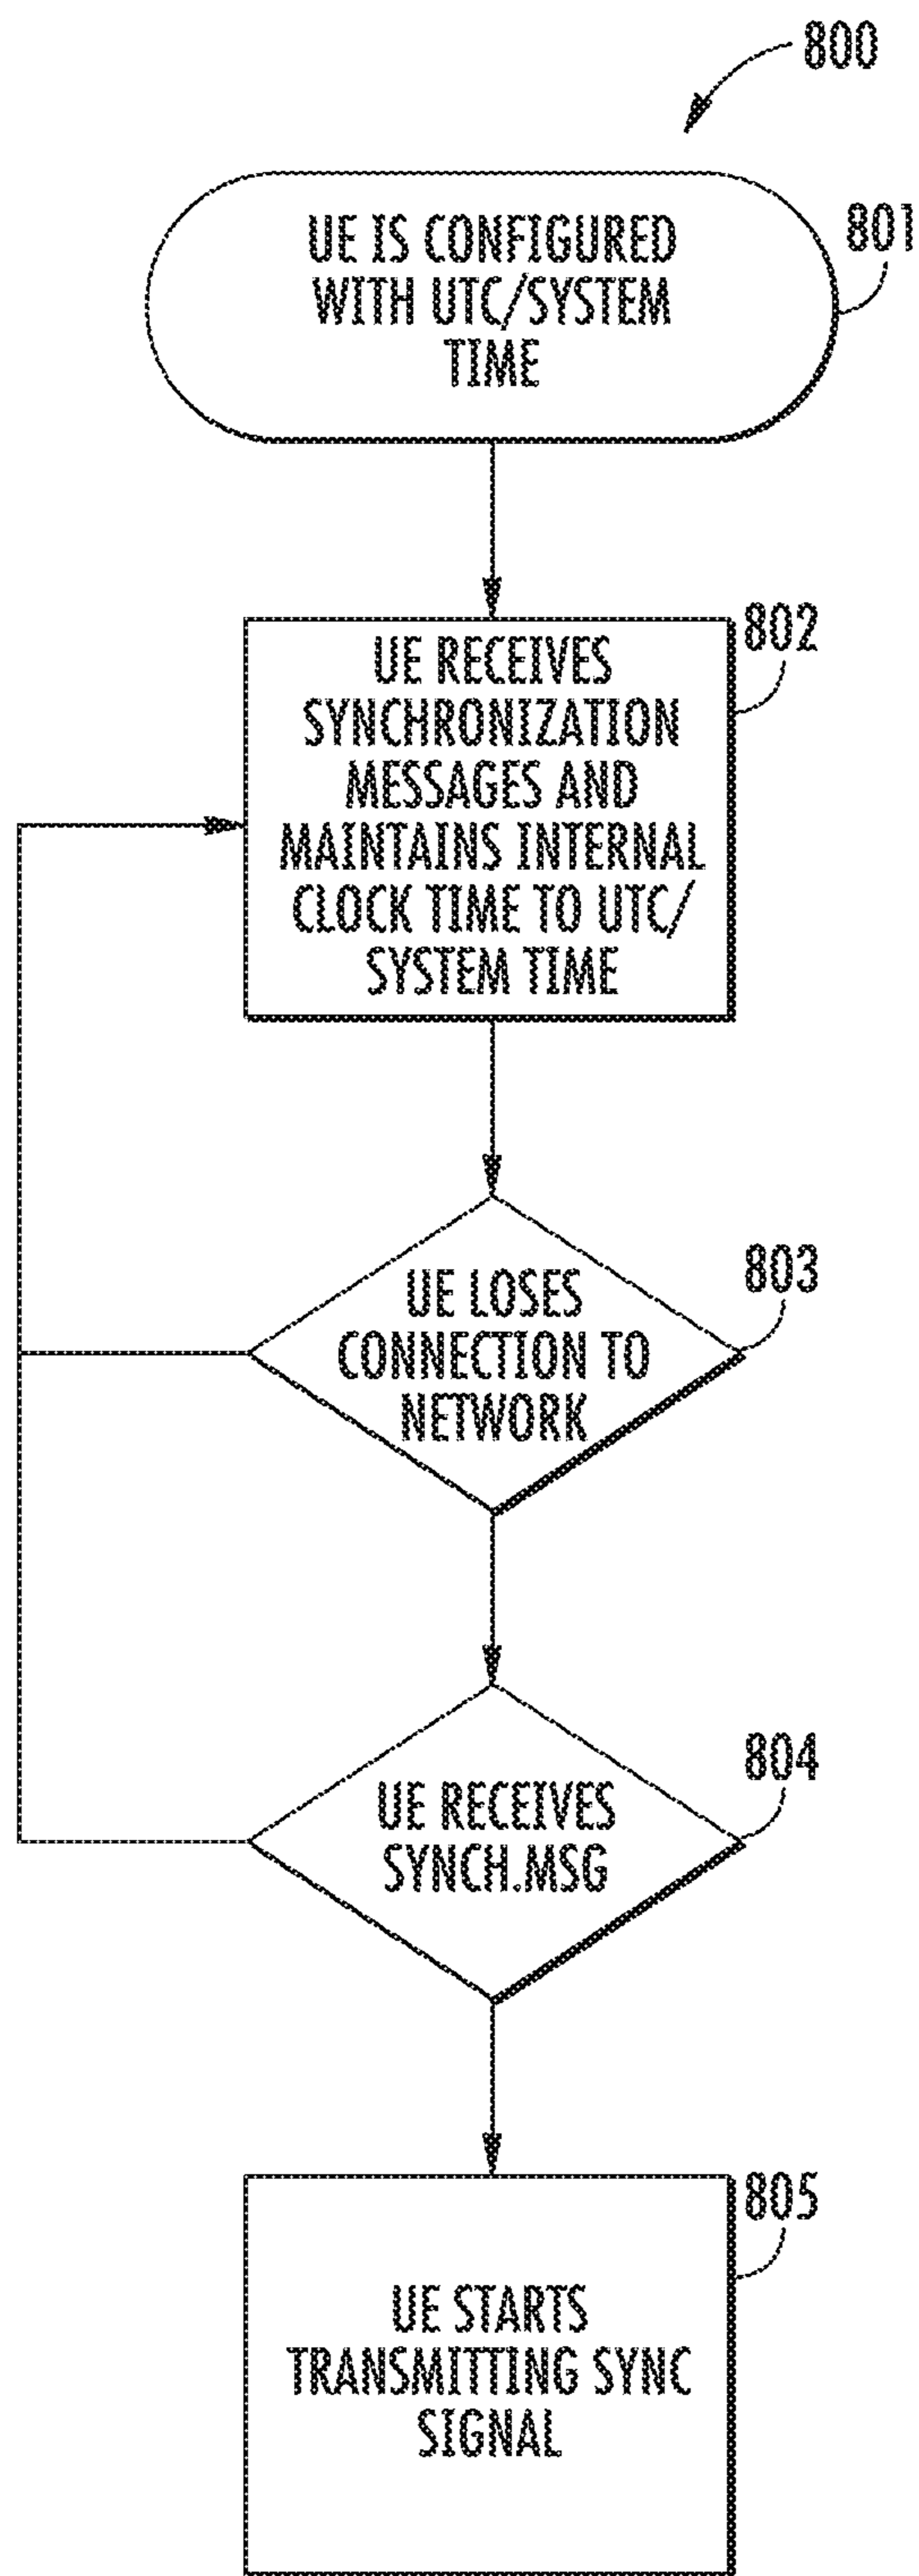 800
UE IS CONFIGURED
WITH UTC/SYSTEM
TIME
801
UE RECEIVES
SYNCHRONIZATION
MESSAGES AND
MAINTAINS INTERNAL
CLOCK TIME TO UTC/
SYSTEM TIME
802
UE LOSES
CONNECTION TO
NETWORK
803
UE RECEIVES
SYNCH.MSG
804
UE STARTS
TRANSMITTING SYNC
SIGNAL
805